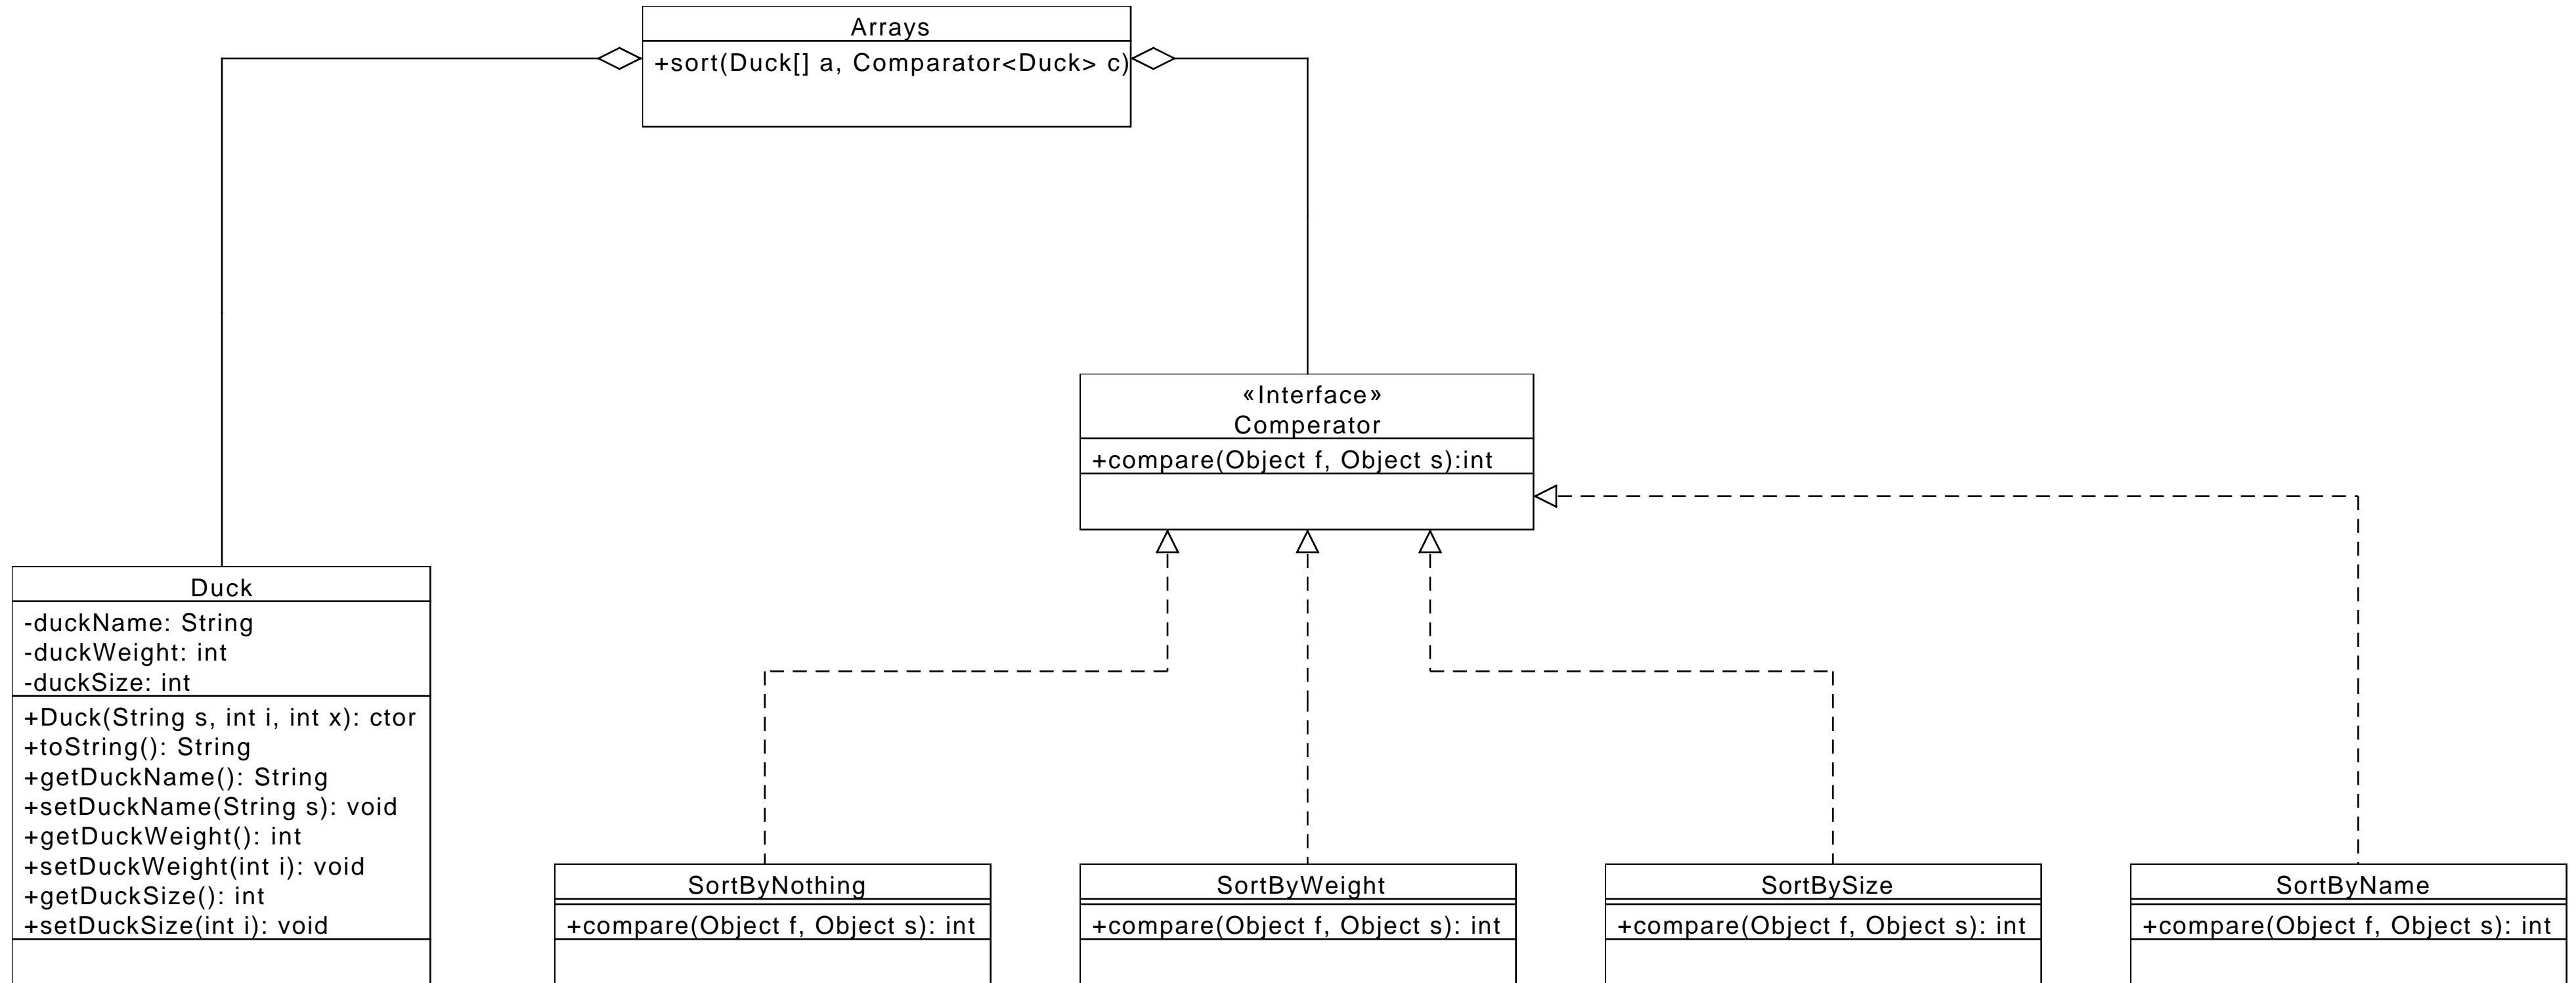 Arrays
+sort(Duck[] a, Comparator<Duck> c)
«Interface»
Comperator
+compare(Object f, Object s):int
Duck
-duckName: String
-duckWeight: int
-duckSize: int
+Duck(String s, int i, int x): ctor
+toString(): String
+getDuckName(): String
+setDuckName(String s): void
+getDuckWeight(): int
+setDuckWeight(int i): void
+getDuckSize(): int
+setDuckSize(int i): void
SortByNothing
+compare(Object f, Object s): int
SortByWeight
+compare(Object f, Object s): int
SortBySize
+compare(Object f, Object s): int
SortByName
+compare(Object f, Object s): int